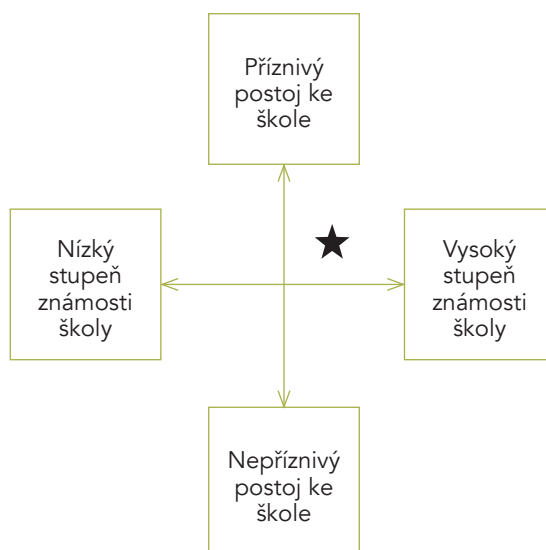 Příznivý
postoj ke
škole
Nízký
stupeň
známosti
školy
Vysoký
stupeň
známosti
školy
Nepříznivý
postoj ke
škole